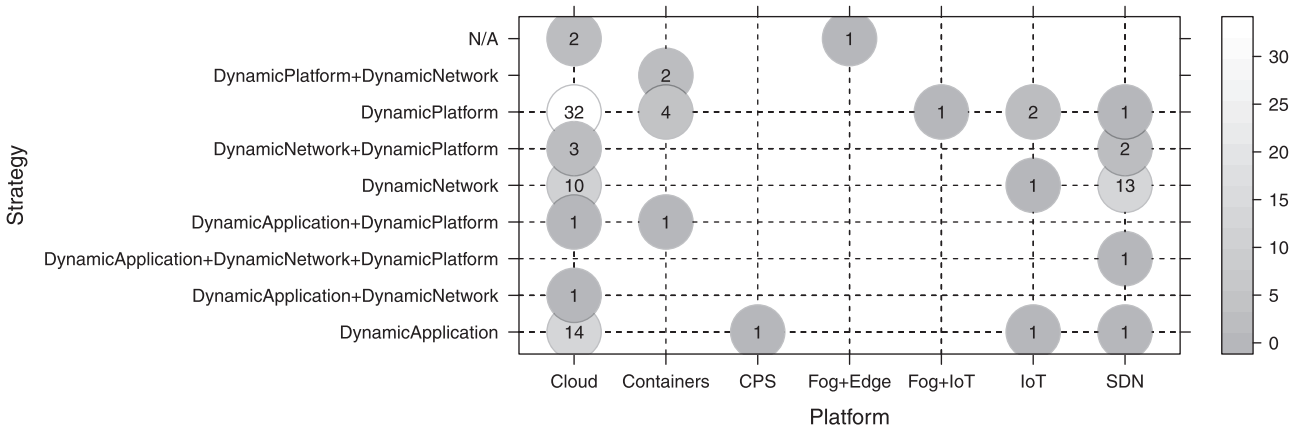 Strategy
N/A 2 1
DynamicPlatform+DynamicNetwork 2
DynamicPlatform 32 4 1 2 1
DynamicNetwork+DynamicPlatform 3 2
DynamicNetwork 10 1 13
DynamicApplication+DynamicPlatform 1 1
DynamicApplication+DynamicNetwork+DynamicPlatform 1
DynamicApplication+DynamicNetwork 1
DynamicApplication 14 1 1 1
Cloud Containers CPS Fog+Edge Fog+IoT IoT SDN
Platform
30
25
20
15
10
5
0